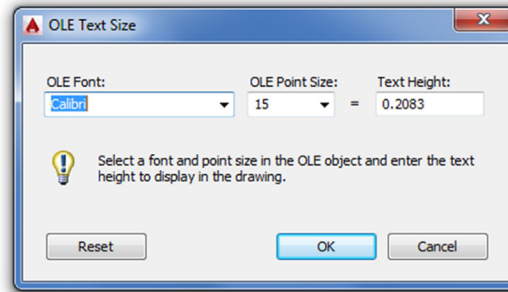 OLE Text Size
OLE Font: OLE Point Size: Text Height:
Calibri 15 = 0.2083
Select a font and point size in the OLE object and enter the text
height to display in the drawing.
Reset OK Cancel